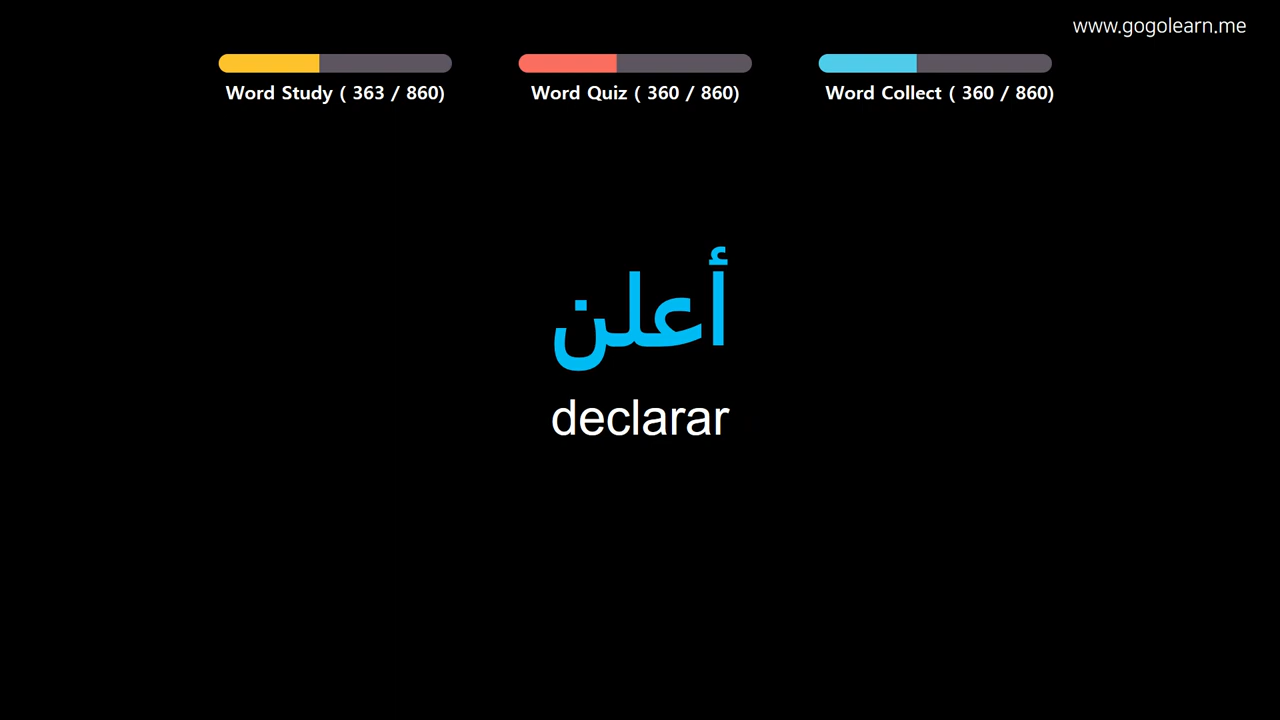 www.gogolearn.me
Word Study ( 363 / 860)
Word Quiz ( 360 / 860)
Word Collect ( 360 / 860)
أعلن
declarar